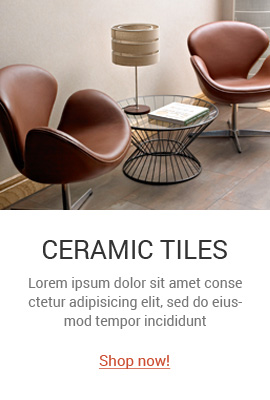 CERAMIC TILES
Lorem ipsum dolor sit amet conse
ctetur adipisicing elit, sed do eius-
mod tempor incididunt
Shop now!